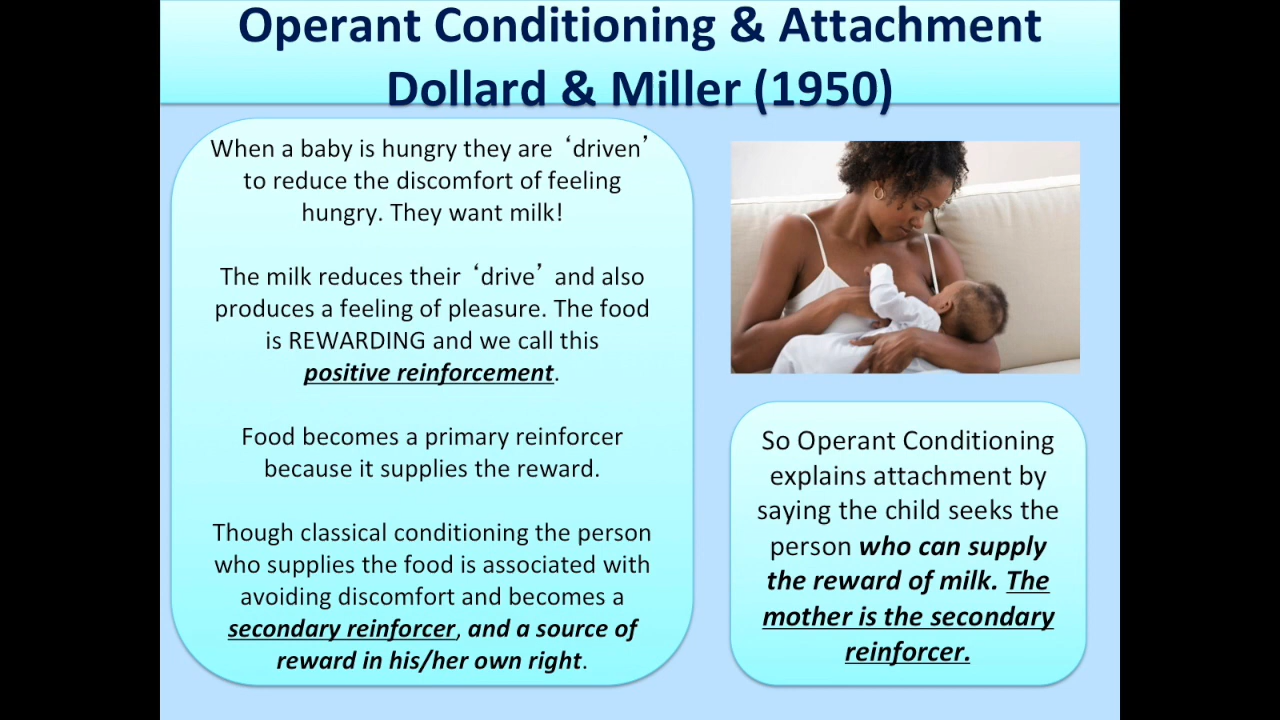 Operant Conditioning & Attachment
Dollard & Miller (1950)
When a baby is hungry they are ‘driven’
to reduce the discomfort of feeling
hungry. They want milk!
The milk reduces their ‘drive’ and also
produces a feeling of pleasure. The food
is REWARDING and we call this
positive reinforcement.
Food becomes a primary reinforcer
because it supplies the reward.
Though classical conditioning the person
who supplies the food is associated with
avoiding discomfort and becomes a
secondary reinforcer, and a source of
reward in his/her own right.
So Operant Conditioning
explains attachment by
saying the child seeks the
person who can supply
the reward of milk. The
mother is the secondary
reinforcer.